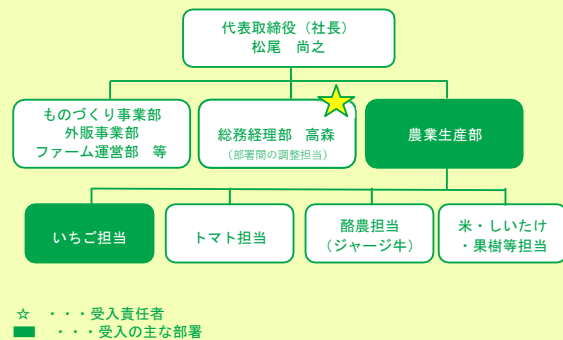 代表取締役（社長）
松尾　尚之
ものづくり事業部
外販事業部
ファーム運営部　等
総務経理部　高森
（部署間の調整担当）
農業生産部
いちご担当
トマト担当
酪農担当
（ジャージ牛）
米・しいたけ
・果樹等担当
☆　・・・受入責任者
・・・受入の主な部署